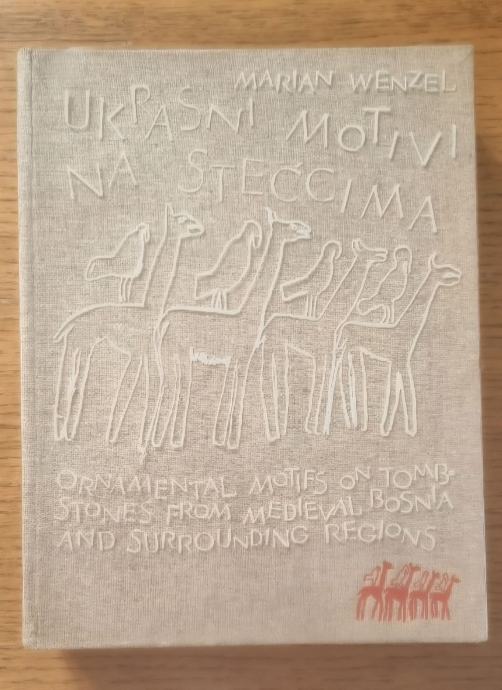 MARIAN WENZEL
UKRASNI MOTIVI
NA STEĆCIMA
ORNAMENTAL MOTIFS ON TOMB-
STONES FROM MEDIEVAL BOSNIA
AND SURROUNDING REGIONS